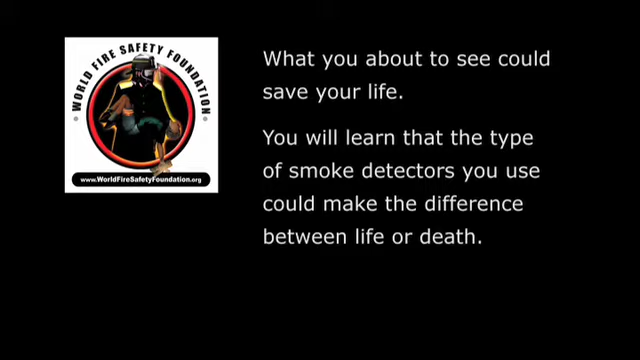 WORLD FIRE SAFETY FOUNDATION
www.WorldFireSafetyFoundation.org
What you about to see could
save your life.
You will learn that the type
of smoke detectors you use
could make the difference
between life or death.